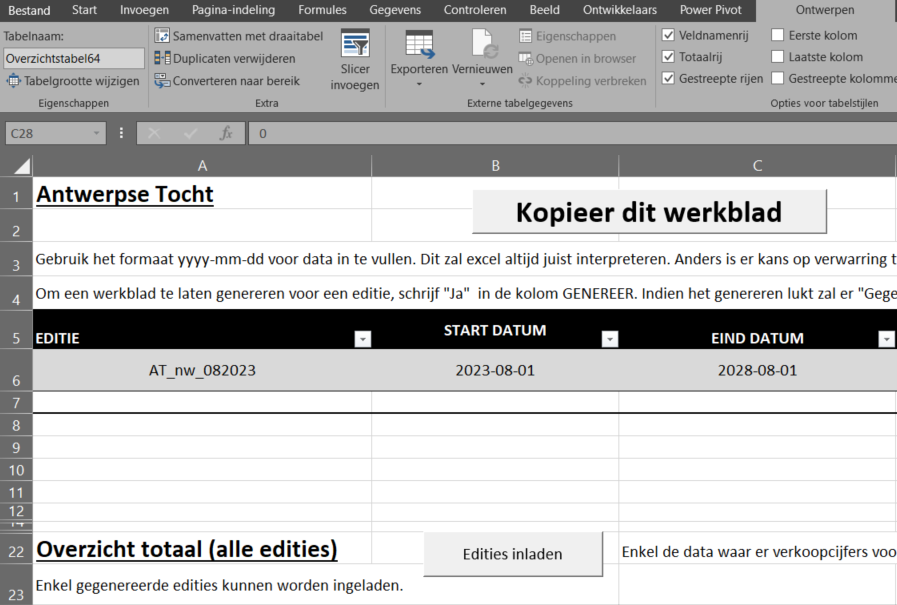 Bestand Start Invoegen Pagina-indeling Formules Gegevens Controleren Beeld Ontwikkelaars Power Pivot Ontwerpen
Tabelnaam:
Overzichtstabel64
Tabelgrootte wijzigen
Eigenschappen
Samenvatten met draaitabel
Duplicaten verwijderen
Converteren naar bereik
Extra
Slicer
invoegen
Exporteren Vernieuwen
Eigenschappen
Openen in browser
Koppeling verbreken
Externe tabelgegevens
Veldnamenrij
Totaalrij
Gestreepte rijen
Eerste kolom
Laatste kolom
Gestreepte kolomme
Opties voor tabelstijlen
C28 fx 0
A B C
1 Antwerpse Tocht
Kopieer dit werkblad
2
3 Gebruik het formaat yyyy-mm-dd voor data in te vullen. Dit zal excel altijd juist interpreteren. Anders is er kans op verwarring t
4 Om een werkblad te laten genereren voor een editie, schrijf "Ja" in de kolom GENEREER. Indien het genereren lukt zal er "Gege
5 EDITIE START DATUM EIND DATUM
6 AT_nw_082023 2023-08-01 2028-08-01
7
8
9
10
11
12
14
22 Overzicht totaal (alle edities) Edities inladen Enkel de data waar er verkoopcijfers voo
23 Enkel gegenereerde edities kunnen worden ingeladen.